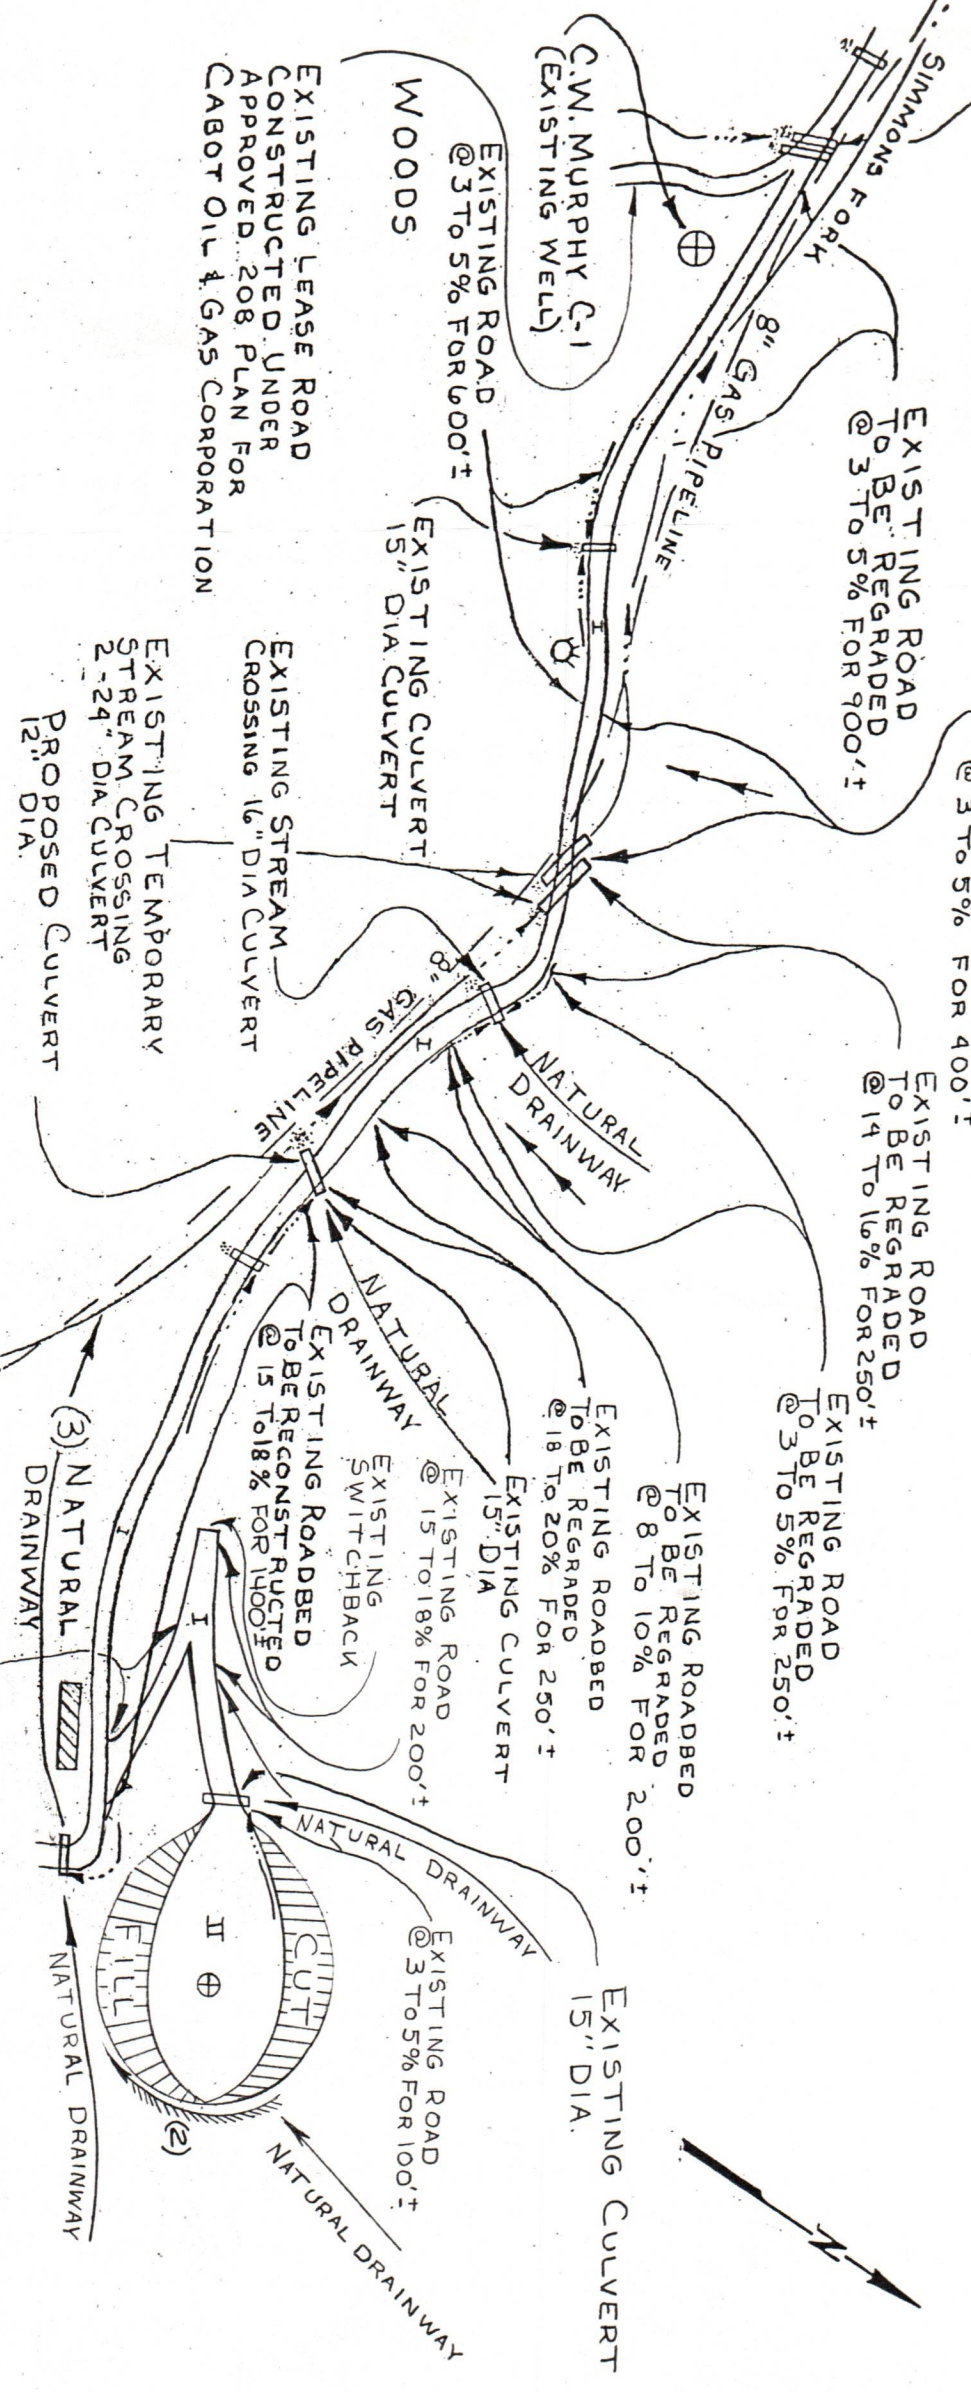 SIMMONS FORK
C.W. MURPHY C-1
(EXISTING WELL)
EXISTING ROAD
@ 3 TO 5% FOR 600'±
WOODS
EXISTING LEASE ROAD
CONSTRUCTED UNDER
APPROVED 208 PLAN FOR
CABOT OIL & GAS CORPORATION
8" GAS PIPELINE
EXISTING ROAD
TO BE REGRADED
@ 3 TO 5% FOR 900'±
@ 3 TO 5% FOR 400'±
I
EXISTING CULVERT
15" DIA CULVERT
EXISTING STREAM
CROSSING 16" DIA CULVERT
EXISTING TEMPORARY
STREAM CROSSING
2-24" DIA CULVERT
PROPOSED CULVERT
12" DIA.
8" GAS PIPELINE
I
NATURAL
DRAINWAY
EXISTING ROAD
TO BE REGRADED
@ 14 TO 16% FOR 250'±
EXISTING ROAD
TO BE REGRADED
@ 3 TO 5% FOR 250'±
EXISTING ROADBED
TO BE REGRADED
@ 8 TO 10% FOR 200'±
EXISTING ROADBED
TO BE REGRADED
@ 18 TO 20% FOR 250'±
EXISTING CULVERT
15" DIA
NATURAL
DRAINWAY
EXISTING ROAD
@ 15 TO 18% FOR 200'±
EXISTING
SWITCHBACK
EXISTING ROADBED
TO BE RECONSTRUCTED
@ 15 TO 18% FOR 1400'±
(3) NATURAL
DRAINWAY
I
I
NATURAL DRAINWAY
EXISTING CULVERT
15" DIA.
EXISTING ROAD
@ 3 TO 5% FOR 100'±
CUT
II
FILL
(2)
NATURAL DRAINWAY
NATURAL DRAINWAY
N